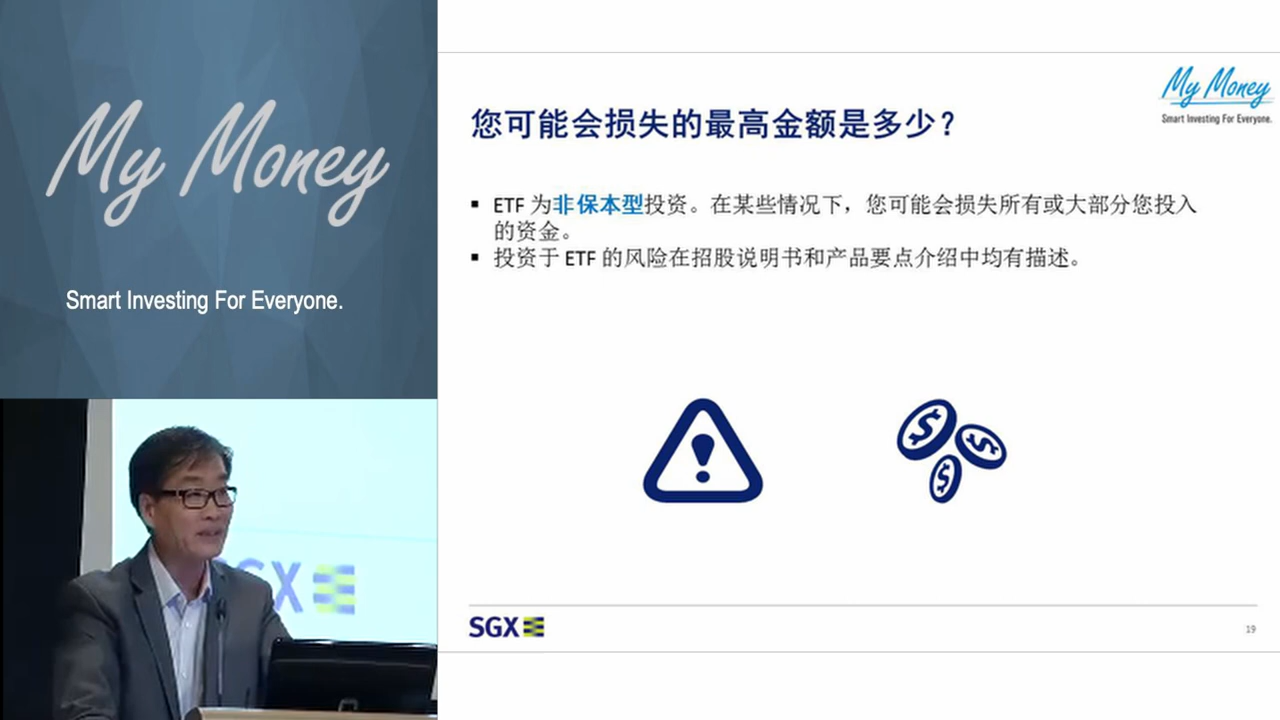 My Money
Smart Investing For Everyone.
SGX
My Money
Smart Investing For Everyone.
您可能会损失的最高金额是多少？
▪ ETF 为非保本型投资。在某些情况下，您可能会损失所有或大部分您投入
的资金。
▪ 投资于 ETF 的风险在招股说明书和产品要点介绍中均有描述。
SGX
19